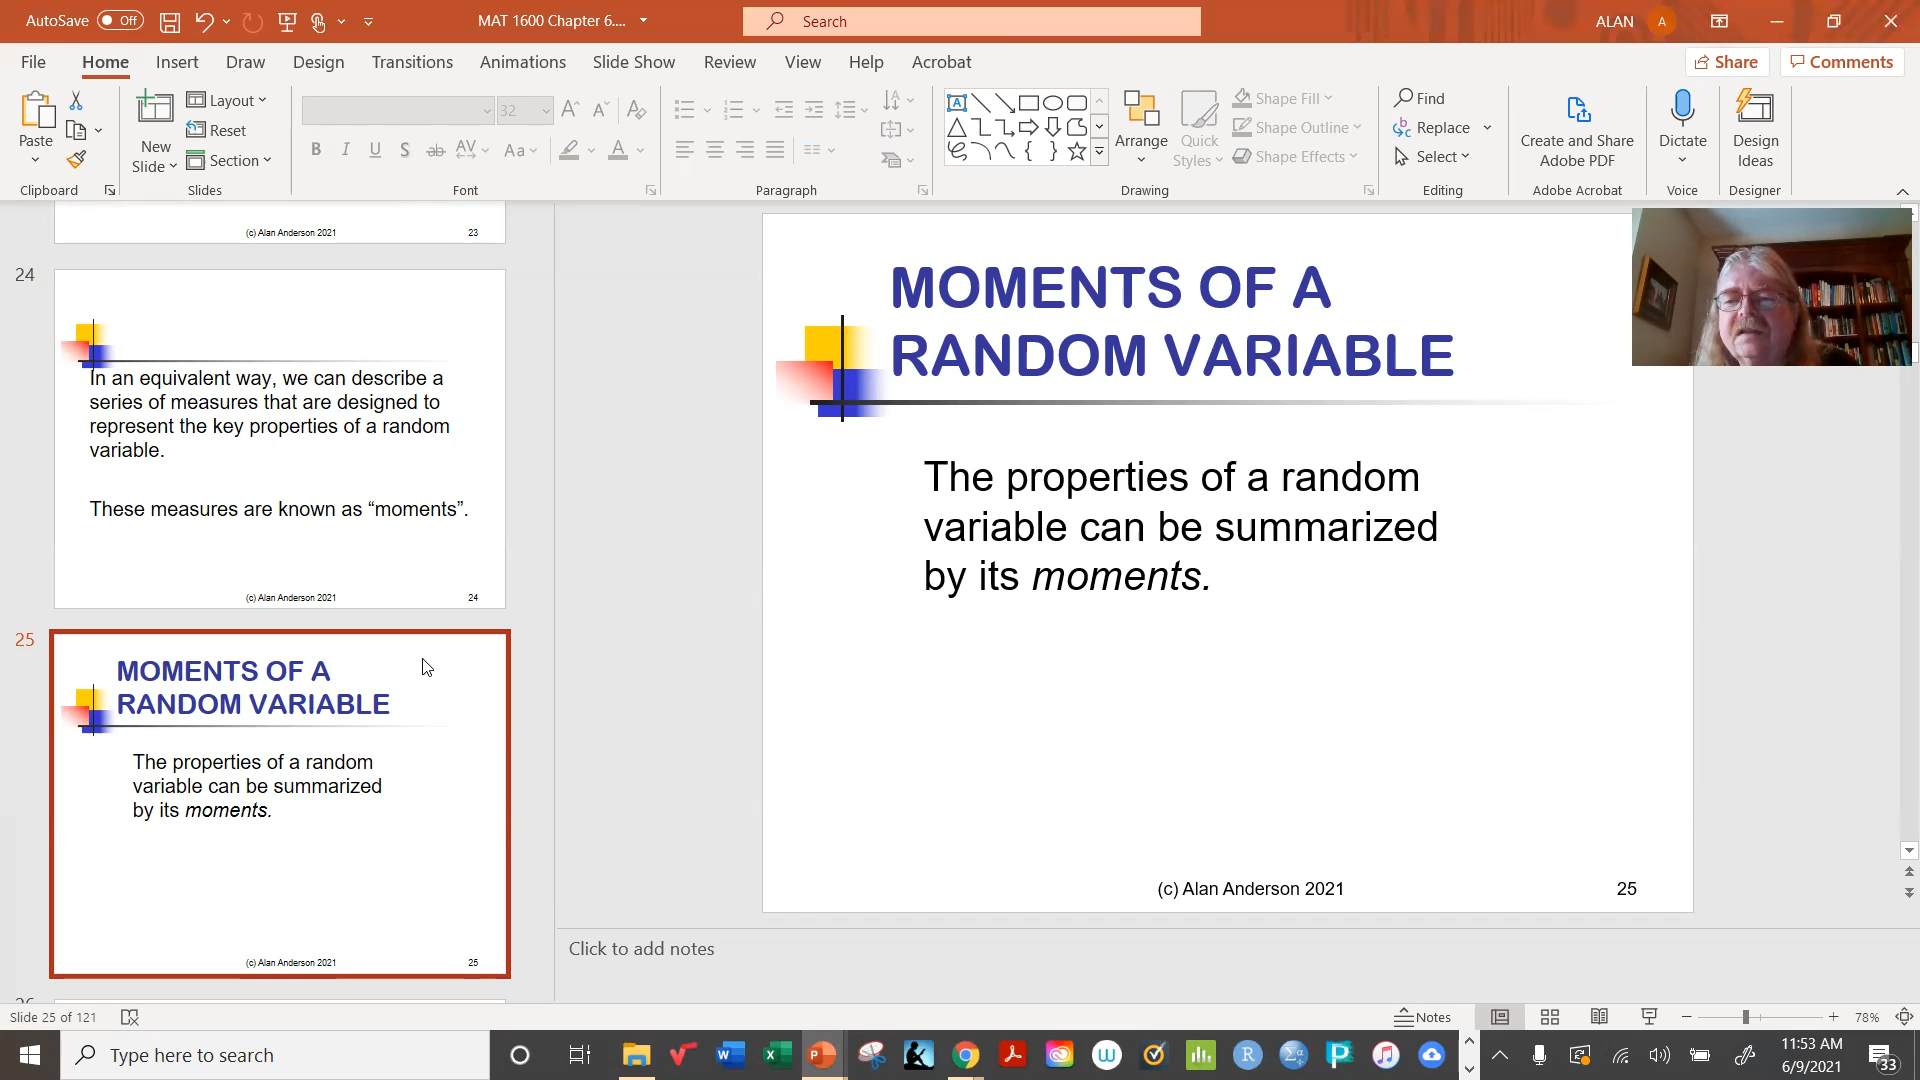 AutoSave Off
MAT 1600 Chapter 6....
Search
ALAN A
File Home Insert Draw Design Transitions Animations Slide Show Review View Help Acrobat
Share Comments
Paste
New Slide
Layout
Reset
Section
32
B I U S ab AV Aa A
Arrange
Quick Styles
Shape Fill
Shape Outline
Shape Effects
Find
Replace
Select
Create and Share Adobe PDF
Dictate
Design Ideas
Clipboard Slides Font Paragraph Drawing Editing Adobe Acrobat Voice Designer
(c) Alan Anderson 2021 23
24
In an equivalent way, we can describe a
series of measures that are designed to
represent the key properties of a random
variable.
These measures are known as “moments”.
(c) Alan Anderson 2021 24
25
MOMENTS OF A
RANDOM VARIABLE
The properties of a random
variable can be summarized
by its moments.
(c) Alan Anderson 2021 25
MOMENTS OF A
RANDOM VARIABLE
The properties of a random
variable can be summarized
by its moments.
(c) Alan Anderson 2021 25
Click to add notes
Slide 25 of 121
Notes
78%
Type here to search
11:53 AM
6/9/2021
33